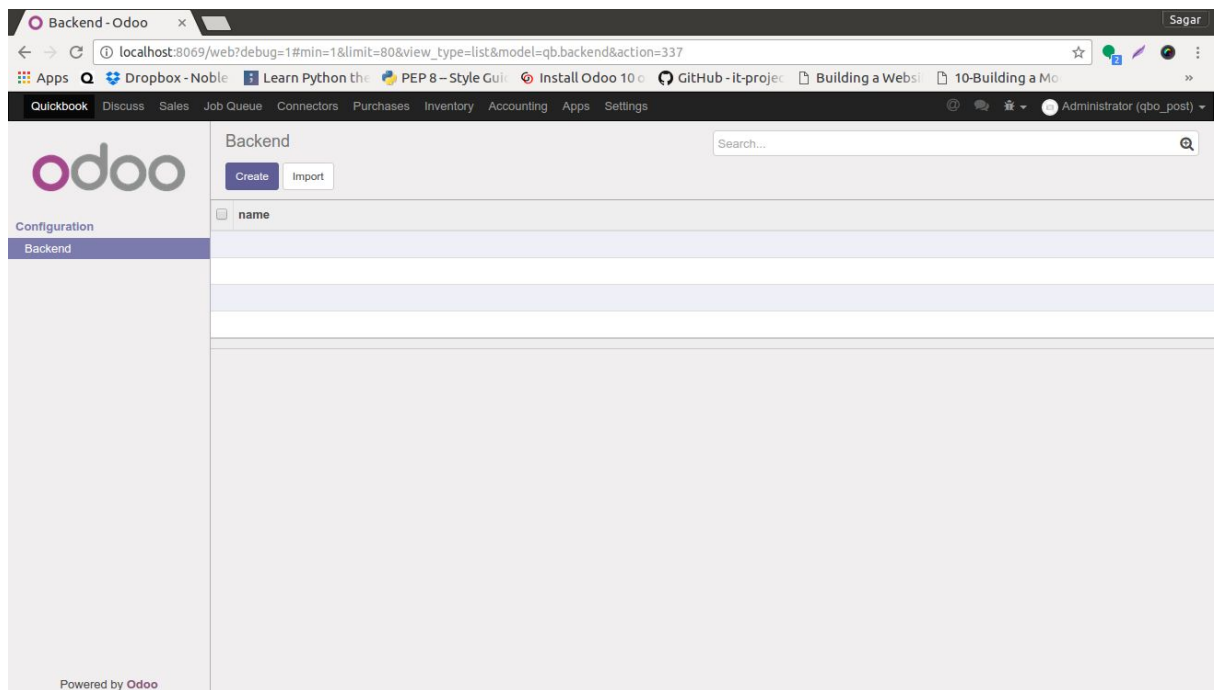 Backend - Odoo
Sagar
localhost:8069/web?debug=1#min=1&limit=80&view_type=list&model=qb.backend&action=337
2
Apps Dropbox - Noble Learn Python the PEP 8 – Style Gui Install Odoo 10 o GitHub - it-projec Building a Websi 10-Building a Mo »
Quickbook Discuss Sales Job Queue Connectors Purchases Inventory Accounting Apps Settings @ Administrator (qbo_post)
odoo
Backend
Search...
Create Import
name
Configuration
Backend
Powered by Odoo